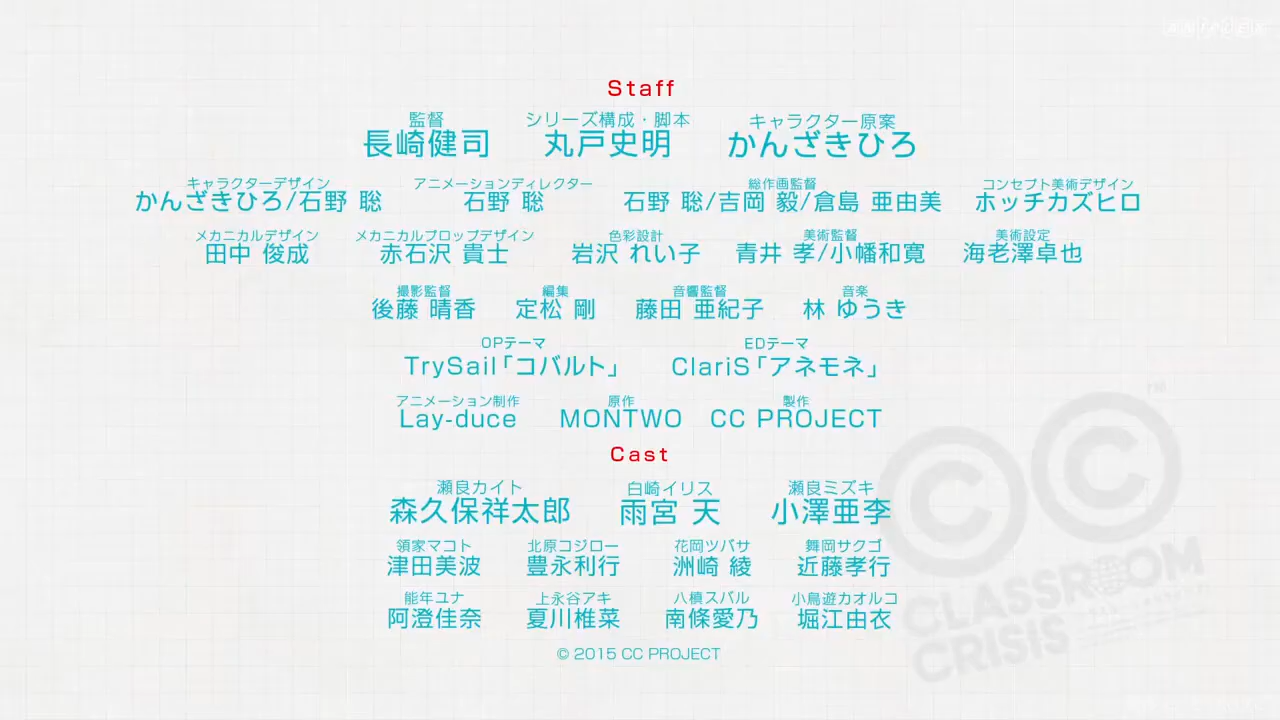 ANIPLEX
Staff
監督 シリーズ構成・脚本 キャラクター原案
長崎健司 丸戸史明 かんざきひろ
キャラクターデザイン アニメーションディレクター 総作画監督 コンセプト美術デザイン
かんざきひろ/石野 聡 石野 聡 石野 聡/吉岡 毅/倉島 亜由美 ホッチカズヒロ
メカニカルデザイン メカニカルプロップデザイン 色彩設計 美術監督 美術設定
田中 俊成 赤石沢 貴士 岩沢 れい子 青井 孝/小幡和寛 海老澤卓也
撮影監督 編集 音響監督 音楽
後藤 晴香 定松 剛 藤田 亜紀子 林 ゆうき
OPテーマ EDテーマ
TrySail「コバルト」 ClariS「アネモネ」
アニメーション制作 原作 製作
Lay-duce MONTWO CC PROJECT
TM
Cast
瀬良カイト 白崎イリス 瀬良ミズキ
森久保祥太郎 雨宮 天 小澤亜李
領家マコト 北原コジロー 花岡ツバサ 舞岡サクゴ
津田美波 豊永利行 洲崎 綾 近藤孝行
能年ユナ 上永谷アキ 八槇スバル 小鳥遊カオルコ
阿澄佳奈 夏川椎菜 南條愛乃 堀江由衣
CC
CLASSROOM
CRISIS
© 2015 CC PROJECT